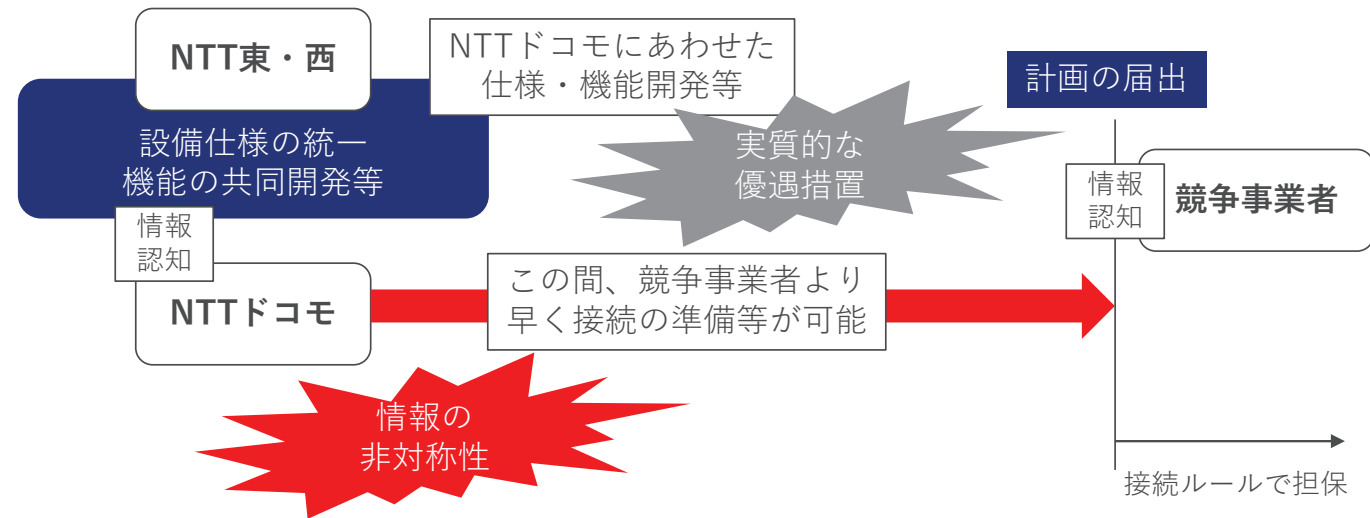 NTT東・西
NTTドコモにあわせた
仕様・機能開発等
計画の届出
設備仕様の統一
機能の共同開発等
実質的な
優遇措置
情報
認知
競争事業者
情報
認知
NTTドコモ
この間、競争事業者より
早く接続の準備等が可能
情報の
非対称性
接続ルールで担保